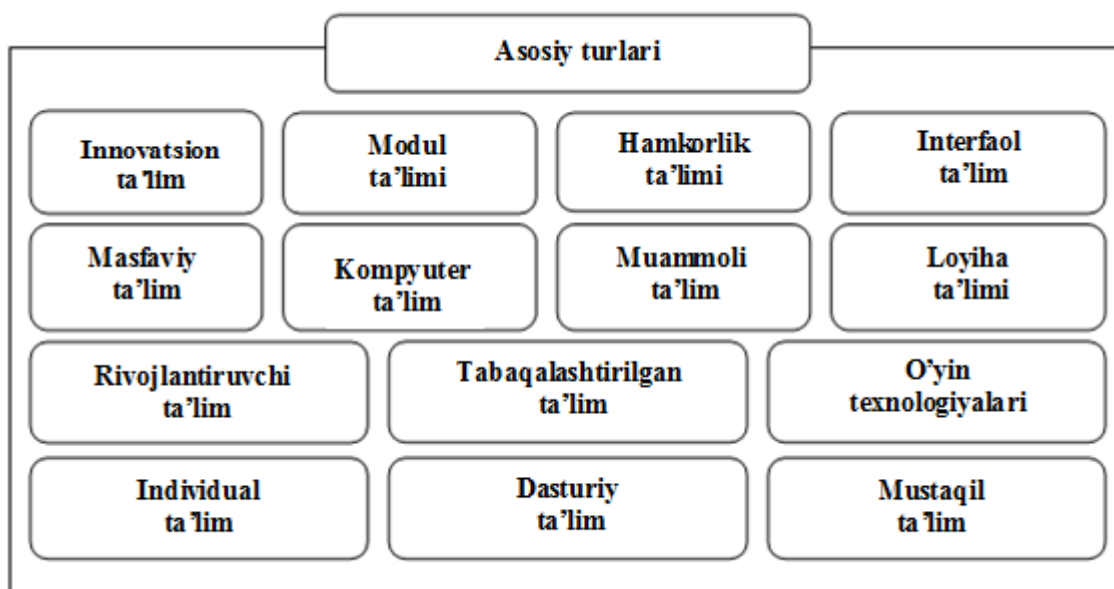 Asosiy turlari
Innovatsion
ta’lim
Modul
ta’limi
Hamkorlik
ta’limi
Interfaol
ta’lim
Masfaviy
ta’lim
Kompyuter
ta’lim
Muammoli
ta’lim
Loyiha
ta’limi
Rivojlantiruvchi
ta’lim
Tabaqalashtirilgan
ta’lim
O’yin
texnologiyalari
Individual
ta’lim
Dasturiy
ta’lim
Mustaqil
ta’lim